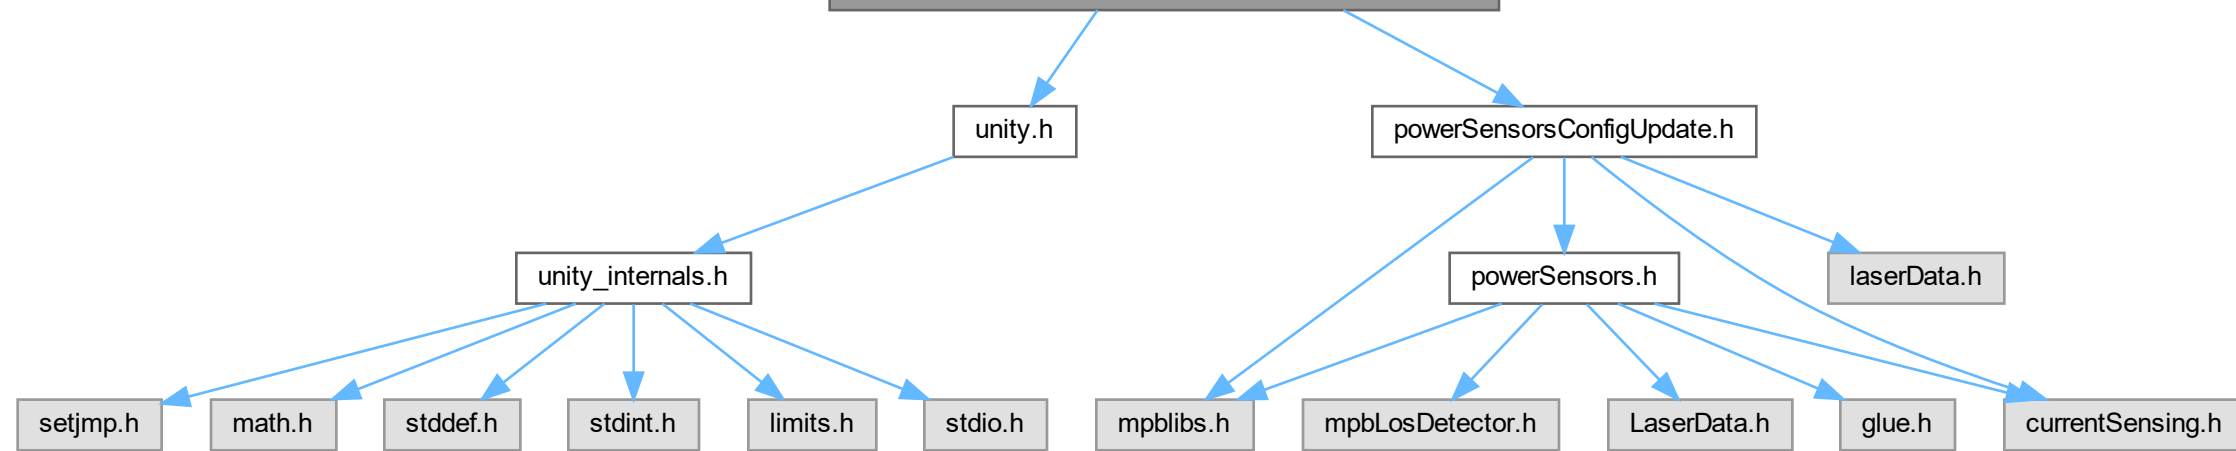 unity.h
powerSensorsConfigUpdate.h
unity_internals.h
powerSensors.h
laserData.h
setjmp.h
math.h
stddef.h
stdint.h
limits.h
stdio.h
mpblibs.h
mpbLosDetector.h
LaserData.h
glue.h
currentSensing.h